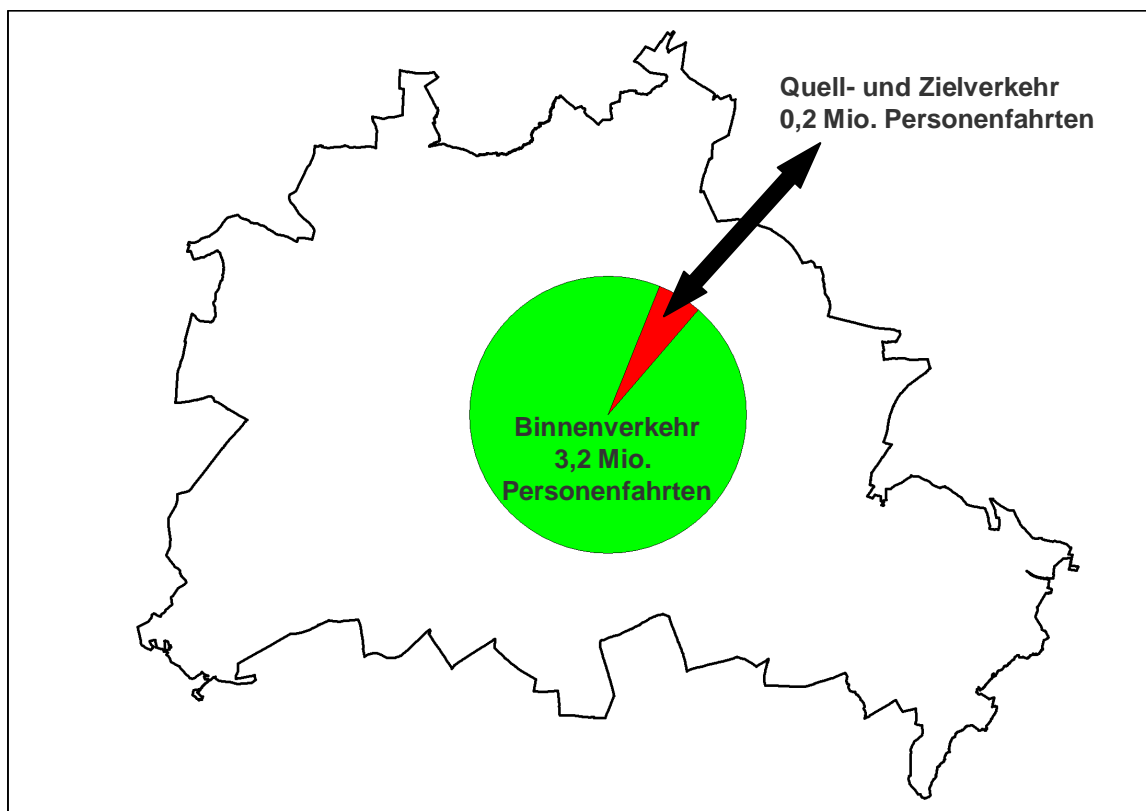 Quell- und Zielverkehr
0,2 Mio. Personenfahrten
Binnenverkehr
3,2 Mio.
Personenfahrten